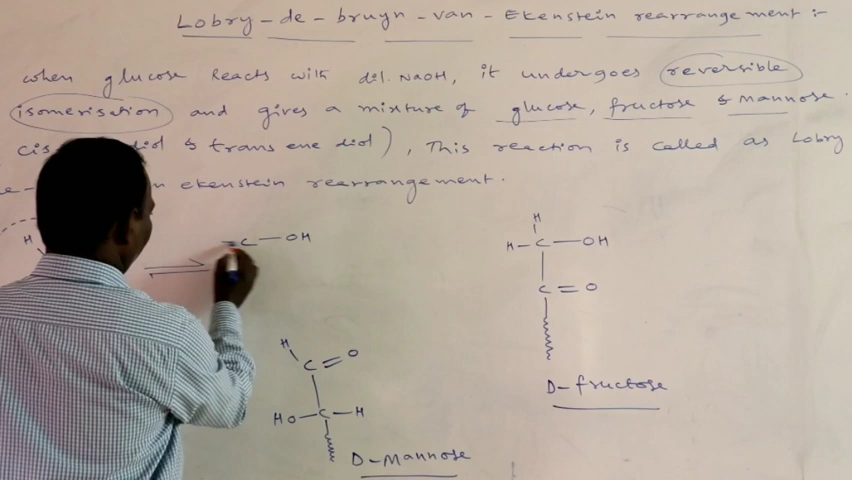 Lobry - de - bruyn - van - Ekenstein rearrangement :-
when glucose Reacts with dil. NaOH, it undergoes reversible
isomerisation and gives a mixture of glucose, fructose & mannose.
cis diol & trans ene diol), This reaction is called as Lobry
e- n ekenstein rearrangement.
H
H
C - OH
H - C - OH
C = O
H
C = O
D - fructose
HO - C - H
D - Mannose